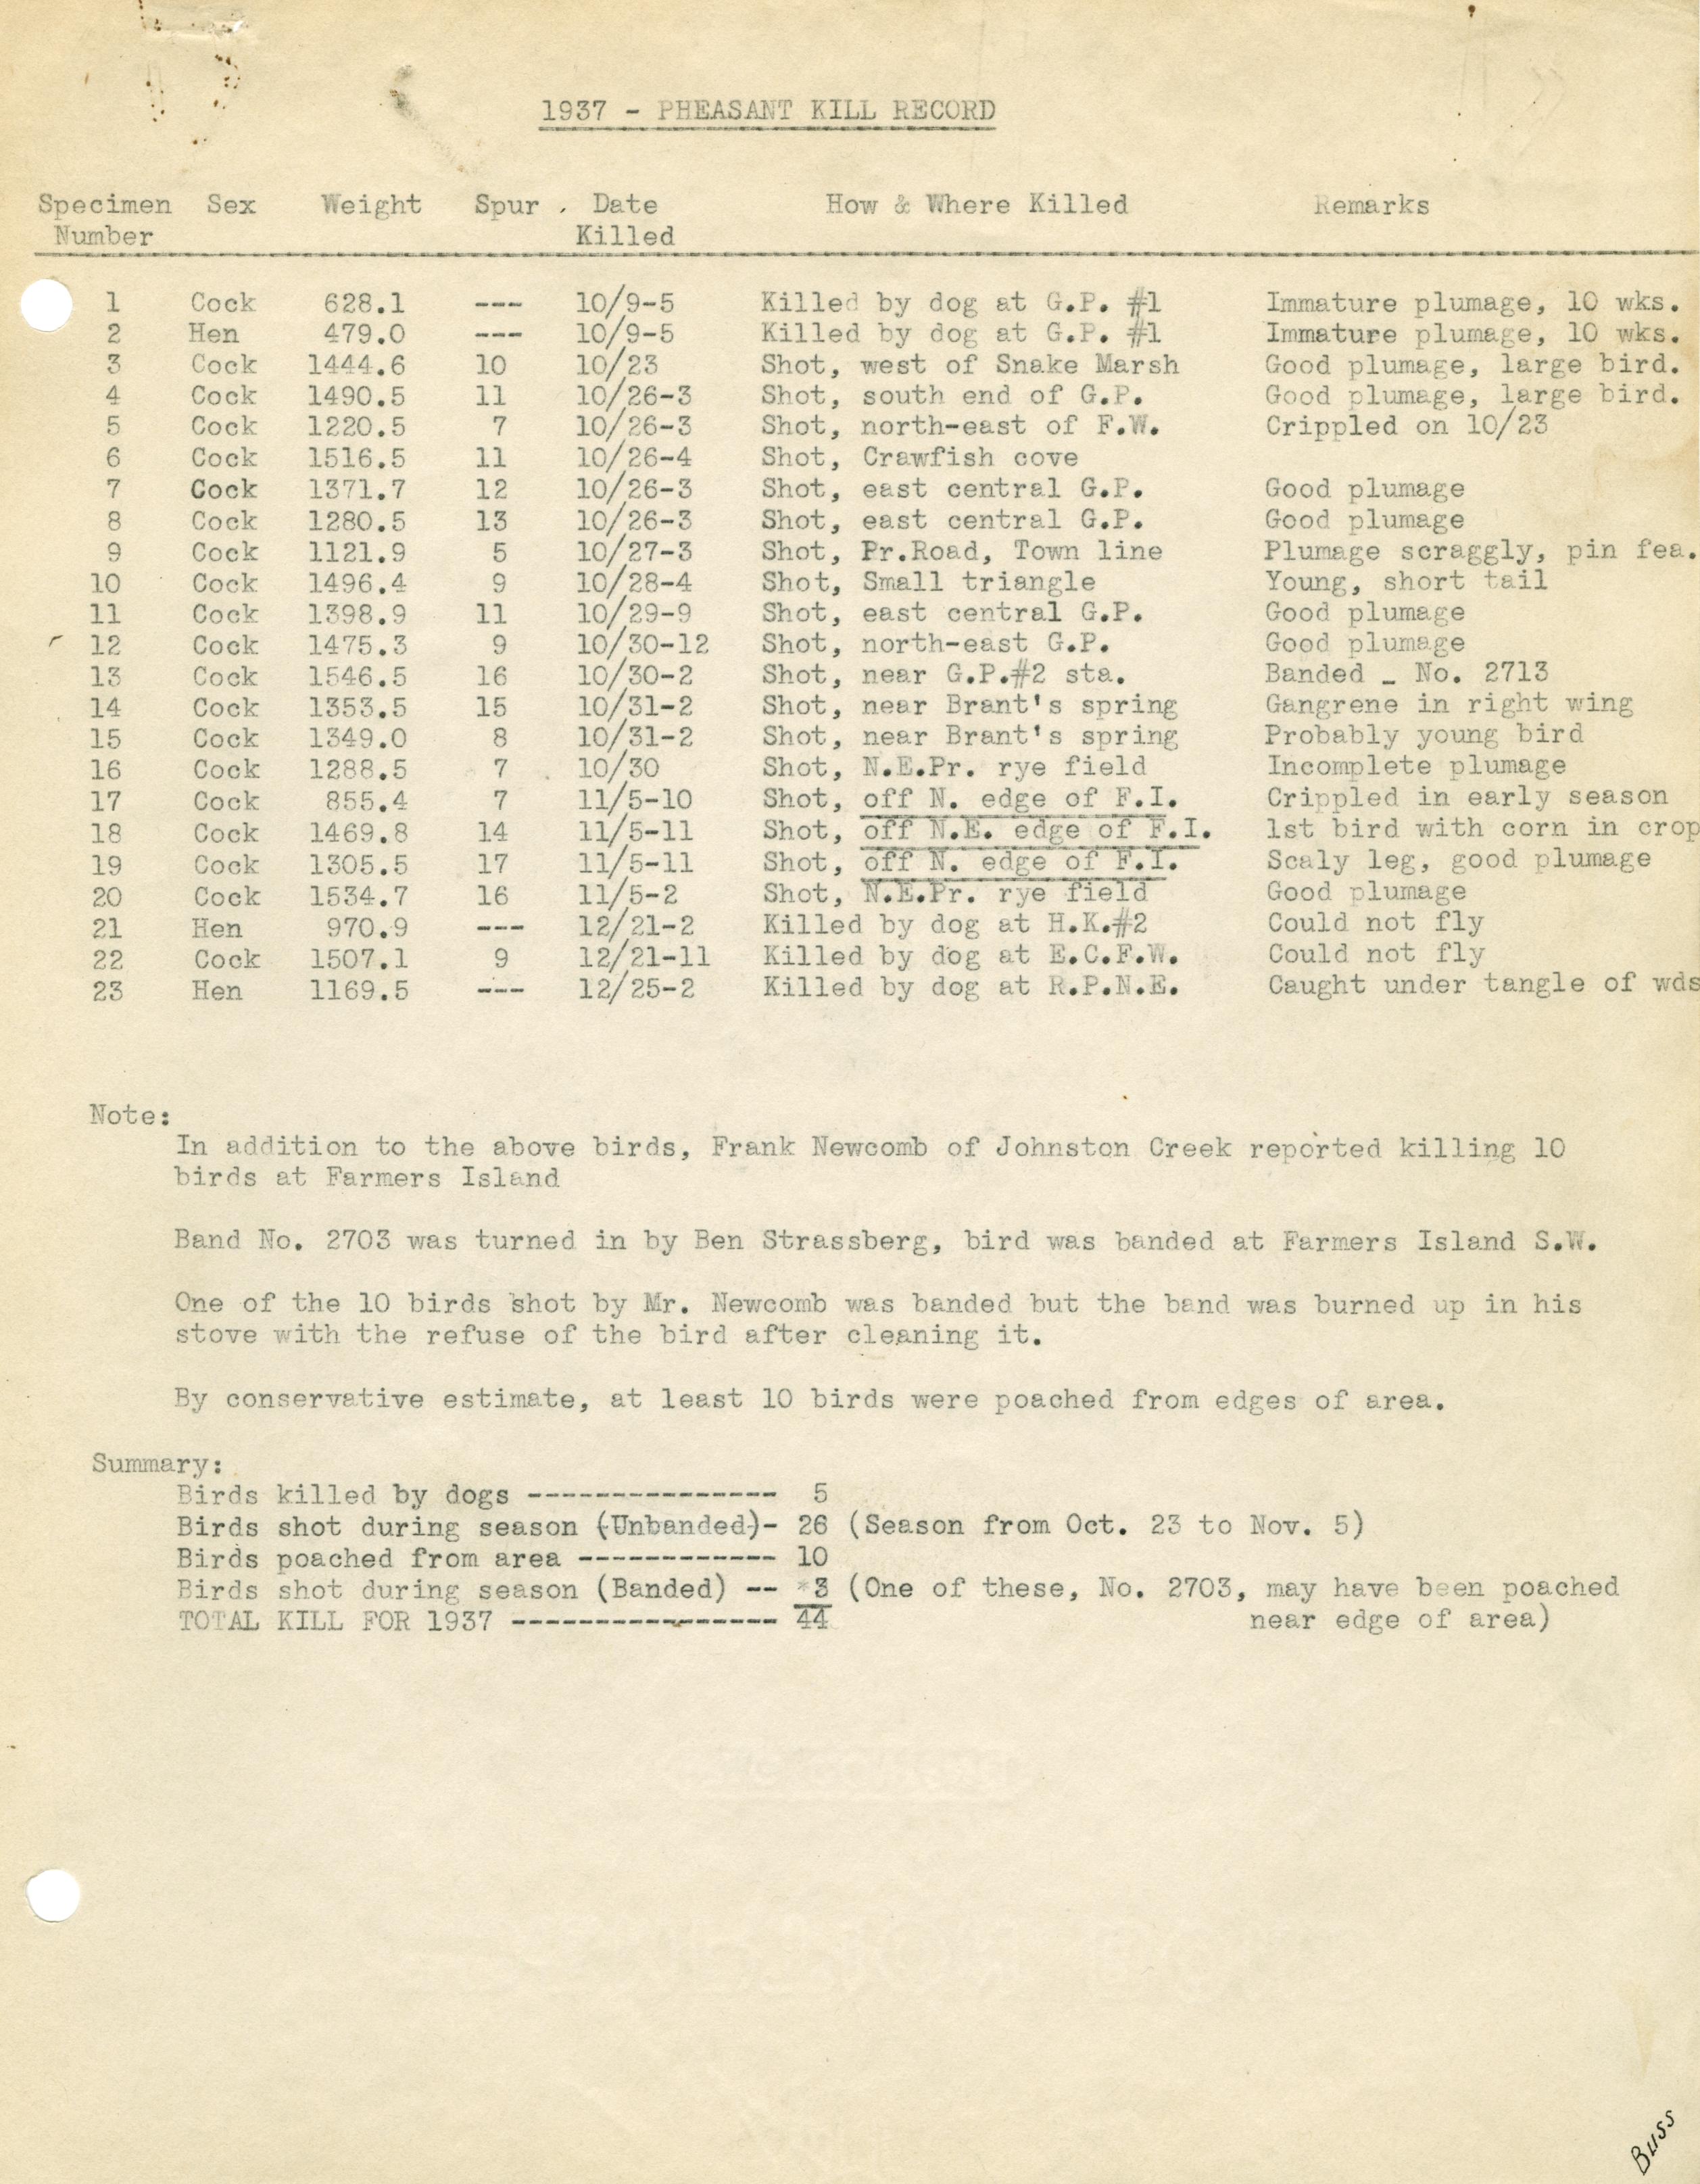 1937 - PHEASANT KILL RECORD
Specimen Number Sex Weight Spur Date Killed How & Where Killed Remarks
1 Cock 628.1 --- 10/9-5 Killed by dog at G.P. #1 Immature plumage, 10 wks.
2 Hen 479.0 --- 10/9-5 Killed by dog at G.P. #1 Immature plumage, 10 wks.
3 Cock 1444.6 10 10/23 Shot, west of Snake Marsh Good plumage, large bird.
4 Cock 1490.5 11 10/26-3 Shot, south end of G.P. Good plumage, large bird.
5 Cock 1220.5 7 10/26-3 Shot, north-east of F.W. Crippled on 10/23
6 Cock 1516.5 11 10/26-4 Shot, Crawfish cove
7 Cock 1371.7 12 10/26-3 Shot, east central G.P. Good plumage
8 Cock 1280.5 13 10/26-3 Shot, east central G.P. Good plumage
9 Cock 1121.9 5 10/27-3 Shot, Pr.Road, Town line Plumage scraggly, pin fea.
10 Cock 1496.4 9 10/28-4 Shot, Small triangle Young, short tail
11 Cock 1398.9 11 10/29-9 Shot, east central G.P. Good plumage
12 Cock 1475.3 9 10/30-12 Shot, north-east G.P. Good plumage
13 Cock 1546.5 16 10/30-2 Shot, near G.P.#2 sta. Banded _ No. 2713
14 Cock 1353.5 15 10/31-2 Shot, near Brant's spring Gangrene in right wing
15 Cock 1349.0 8 10/31-2 Shot, near Brant's spring Probably young bird
16 Cock 1288.5 7 10/30 Shot, N.E.Pr. rye field Incomplete plumage
17 Cock 855.4 7 11/5-10 Shot, off N. edge of F.I. Crippled in early season
18 Cock 1469.8 14 11/5-11 Shot, off N.E. edge of F.I. 1st bird with corn in crop
19 Cock 1305.5 17 11/5-11 Shot, off N. edge of F.I. Scaly leg, good plumage
20 Cock 1534.7 16 11/5-2 Shot, N.E.Pr. rye field Good plumage
21 Hen 970.9 --- 12/21-2 Killed by dog at H.K.#2 Could not fly
22 Cock 1507.1 9 12/21-11 Killed by dog at E.C.F.W. Could not fly
23 Hen 1169.5 --- 12/25-2 Killed by dog at R.P.N.E. Caught under tangle of wds
Note:
In addition to the above birds, Frank Newcomb of Johnston Creek reported killing 10
birds at Farmers Island
Band No. 2703 was turned in by Ben Strassberg, bird was banded at Farmers Island S.W.
One of the 10 birds shot by Mr. Newcomb was banded but the band was burned up in his
stove with the refuse of the bird after cleaning it.
By conservative estimate, at least 10 birds were poached from edges of area.
Summary:
Birds killed by dogs --------------- 5
Birds shot during season (Unbanded)- 26 (Season from Oct. 23 to Nov. 5)
Birds poached from area ------------ 10
Birds shot during season (Banded) -- 3 (One of these, No. 2703, may have been poached
TOTAL KILL FOR 1937 ---------------- 44 near edge of area)
Buss